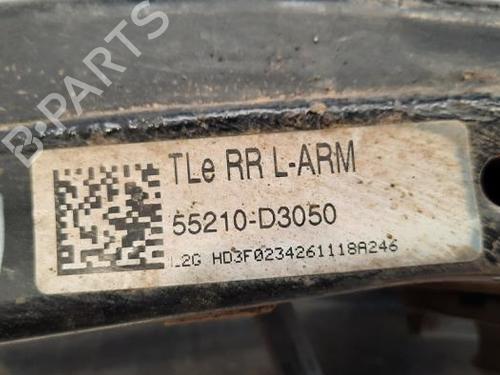 B-PARTS
TLe RR L-ARM
55210-D3050
L2G HD3F0234261118A246